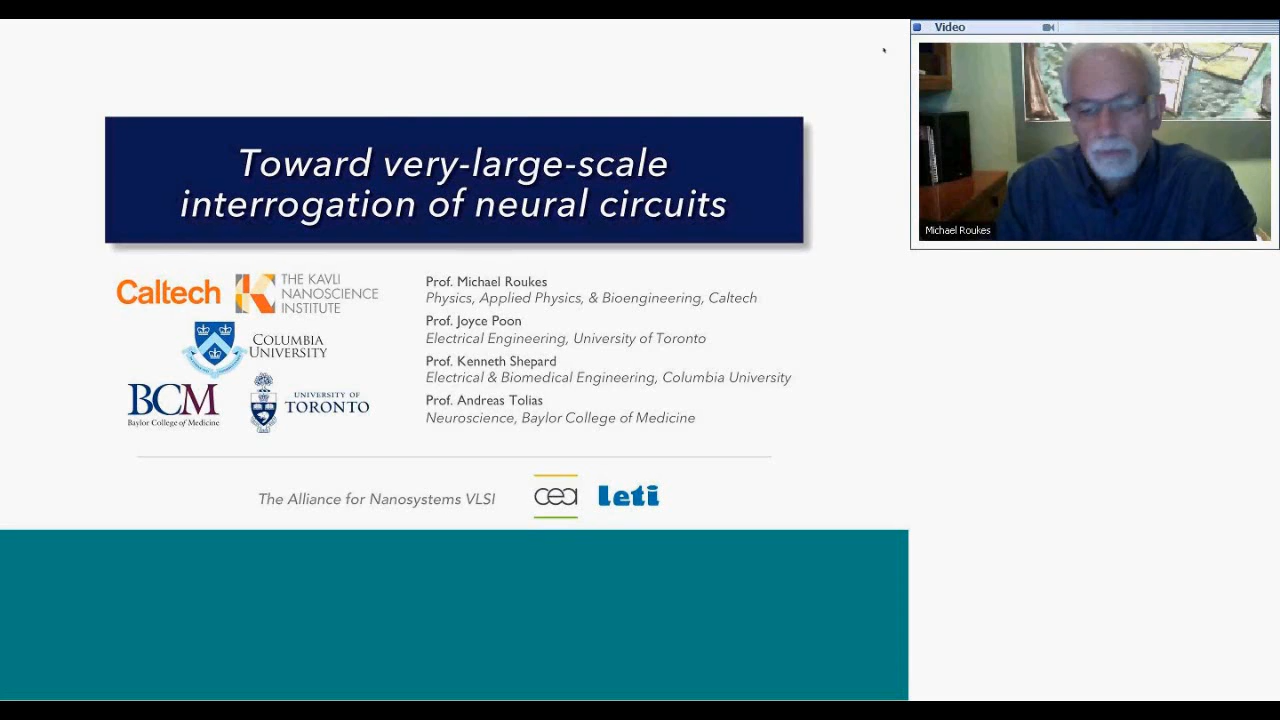 Video
Michael Roukes
Toward very-large-scale
interrogation of neural circuits
Caltech
THE KAVLI
NANOSCIENCE
INSTITUTE
COLUMBIA
UNIVERSITY
BCM
Baylor College of Medicine
UNIVERSITY OF
TORONTO
Prof. Michael Roukes
Physics, Applied Physics, & Bioengineering, Caltech
Prof. Joyce Poon
Electrical Engineering, University of Toronto
Prof. Kenneth Shepard
Electrical & Biomedical Engineering, Columbia University
Prof. Andreas Tolias
Neuroscience, Baylor College of Medicine
The Alliance for Nanosystems VLSI
cea
leti